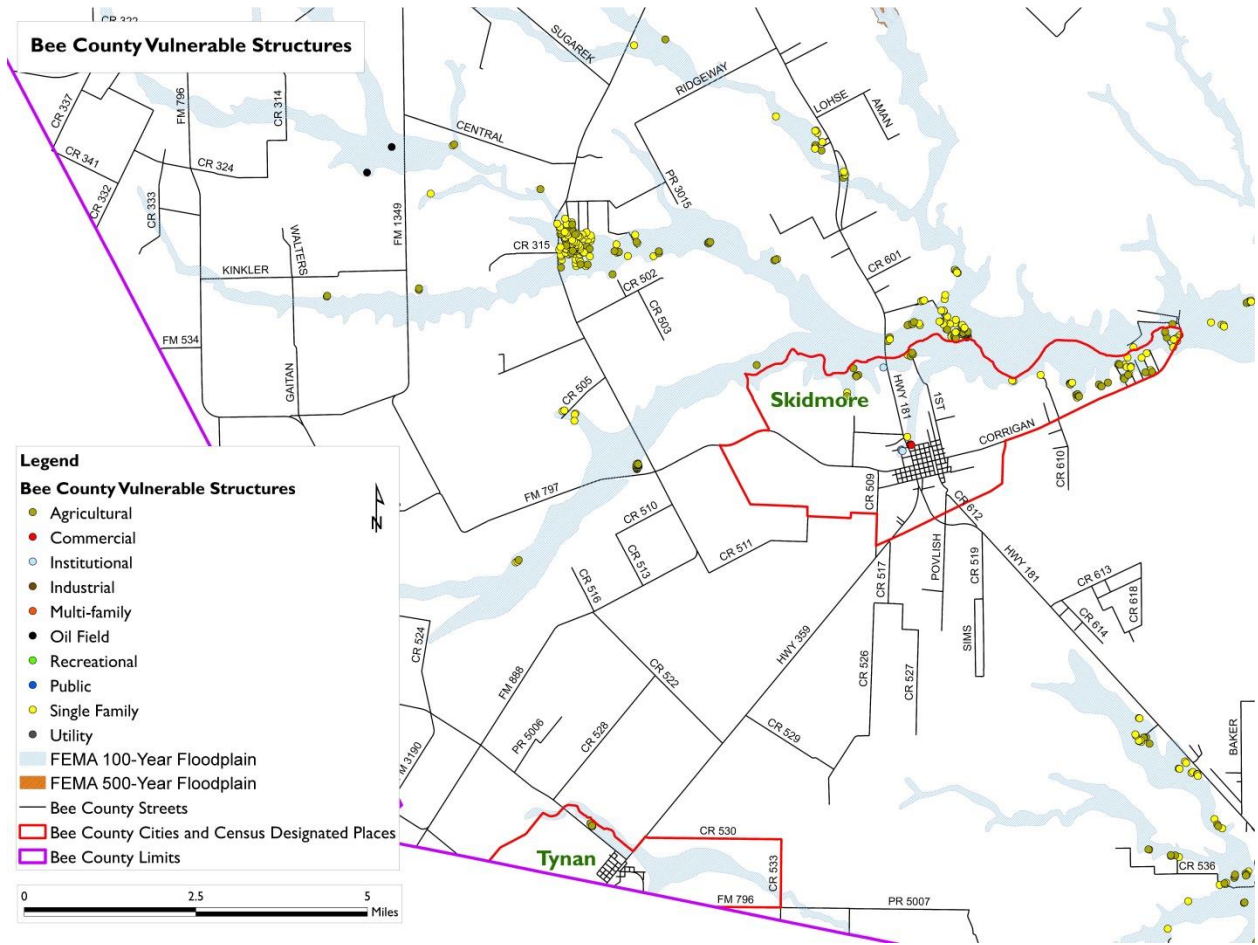 CR 322
Bee County Vulnerable Structures
SUGAREK
RIDGEWAY
LOHSE
AMAN
CR 337
FM 796
CR 314
CENTRAL
CR 341
CR 324
CR 332
CR 333
PR 3015
WALTERS
FM 1349
CR 315
KINKLER
CR 502
CR 503
CR 601
FM 534
GAITAN
CR 505
Skidmore
HWY 181
1ST
CORRIGAN
CR 610
FM 797
CR 509
CR 612
CR 510
CR 511
CR 513
CR 516
CR 517
POVLISH
CR 519
HWY 181
CR 613
CR 618
CR 614
SIMS
CR 524
HWY 359
CR 526
CR 527
FM 888
CR 522
PR 5006
CR 528
CR 529
BAKER
FM 3190
CR 530
Tynan
CR 533
CR 536
FM 796
PR 5007
Legend
Bee County Vulnerable Structures
Agricultural
Commercial
Institutional
Industrial
Multi-family
Oil Field
Recreational
Public
Single Family
Utility
FEMA 100-Year Floodplain
FEMA 500-Year Floodplain
Bee County Streets
Bee County Cities and Census Designated Places
Bee County Limits
N
0 2.5 5
Miles